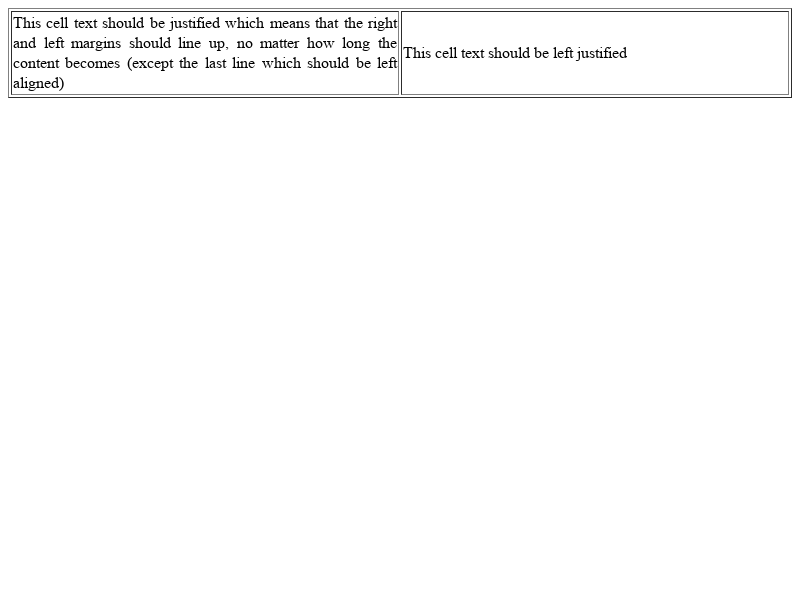 This cell text should be justified which means that the right
and left margins should line up, no matter how long the
content becomes (except the last line which should be left
aligned)
This cell text should be left justified